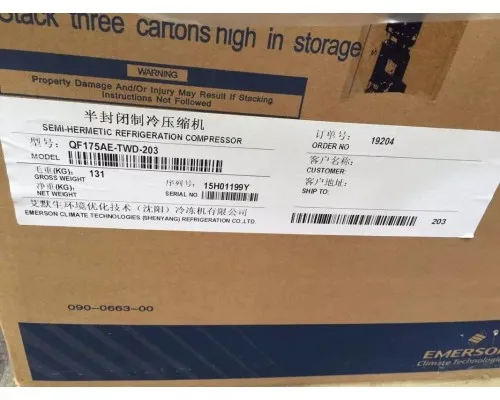 Stack three cartons high in storage
WARNING
Property Damage And/Or Injury May Result If Stacking
Instructions Not Followed
半封闭制冷压缩机
SEMI-HERMETIC REFRIGERATION COMPRESSOR
型号: QF175AE-TWD-203
MODEL
毛重(KG): 131
GROSS WEIGHT
净重(KG):
NET WEIGHT
序列号: 15H01199Y
SERIAL NO
艾默生环境优化技术(沈阳)冷冻机有限公司
EMERSON CLIMATE TECHNOLOGIES (SHENYANG) REFRIGERATION CO.,LTD.
订单号: 19204
ORDER NO
客户名称:
CUSTOMER:
客户地址:
SHIP TO:
203
090-0663-00
EMERSON
Climate Technologies